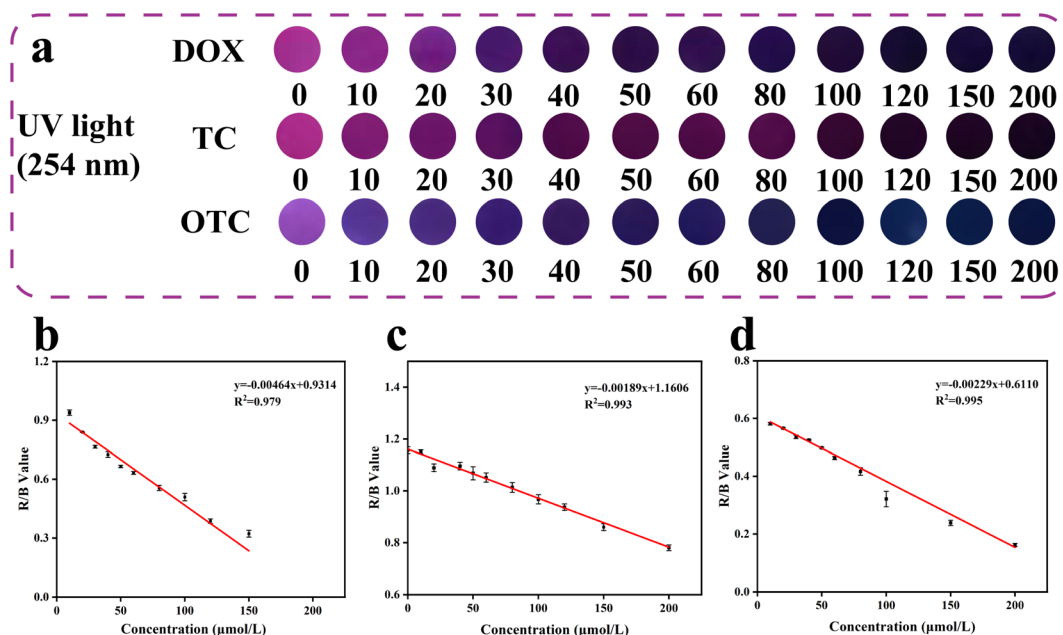 a
UV light
(254 nm)
DOX
0 10 20 30 40 50 60 80 100 120 150 200
TC
0 10 20 30 40 50 60 80 100 120 150 200
OTC
0 10 20 30 40 50 60 80 100 120 150 200
b
y=-0.00464x+0.9314
R²=0.979
R/B Value
1.2
0.9
0.6
0.3
0.0
0 50 100 150 200
Concentration (μmol/L)
c
y=-0.00189x+1.1606
R²=0.993
R/B Value
1.6
1.4
1.2
1.0
0.8
0.6
0 50 100 150 200
Concentration (μmol/L)
d
y=-0.00229x+0.6110
R²=0.995
R/B Value
0.8
0.6
0.4
0.2
0.0
0 50 100 150 200
Concentration (μmol/L)